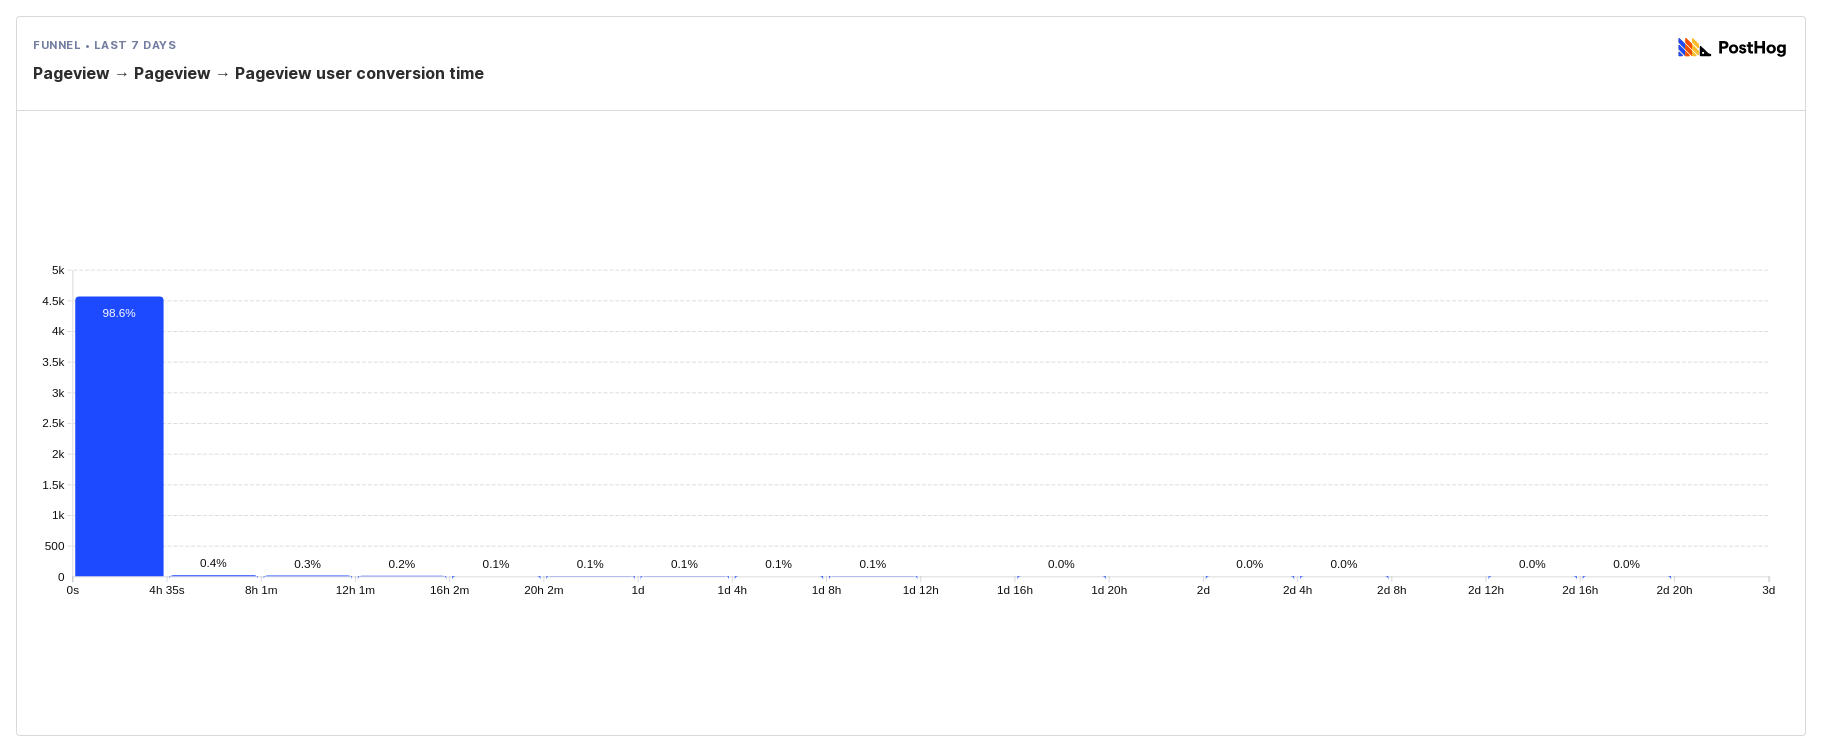 FUNNEL • LAST 7 DAYS
PostHog
Pageview → Pageview → Pageview user conversion time
5k
4.5k
98.6%
4k
3.5k
3k
2.5k
2k
1.5k
1k
500
0.4% 0.3% 0.2% 0.1% 0.1% 0.1% 0.1% 0.1% 0.0% 0.0% 0.0% 0.0% 0.0%
0
0s 4h 35s 8h 1m 12h 1m 16h 2m 20h 2m 1d 1d 4h 1d 8h 1d 12h 1d 16h 1d 20h 2d 2d 4h 2d 8h 2d 12h 2d 16h 2d 20h 3d